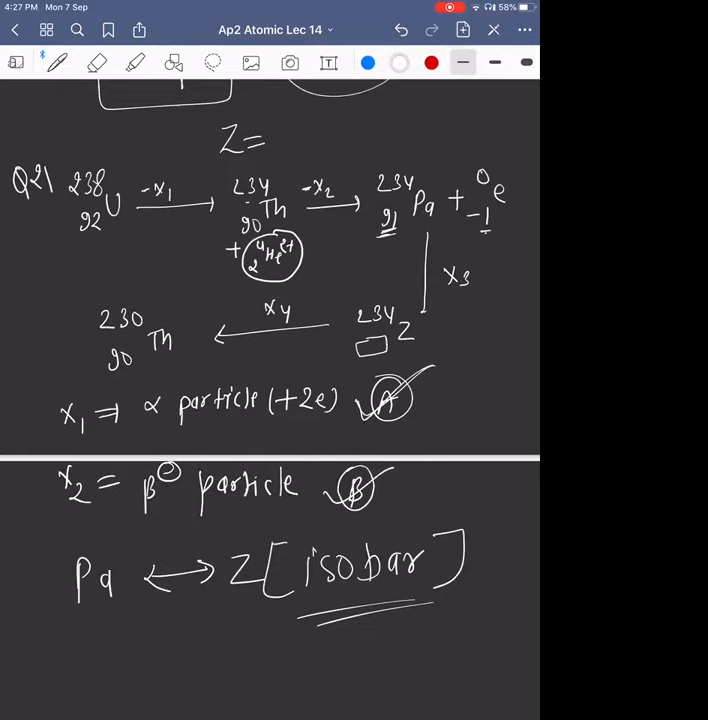 4:27 PM Mon 7 Sep 58%
Ap2 Atomic Lec 14
Z=
Q21 238 92 U -x1 → 234 90 Th -x2 → 234 91 Pa + 0 -1 e
+ 4 2 He 2+
x3
230 90 Th ← x4 234 Z
x1 ⇒ α particle (+2e) A
x2 = β⊖ particle B
Pa ↔ Z [isobar]